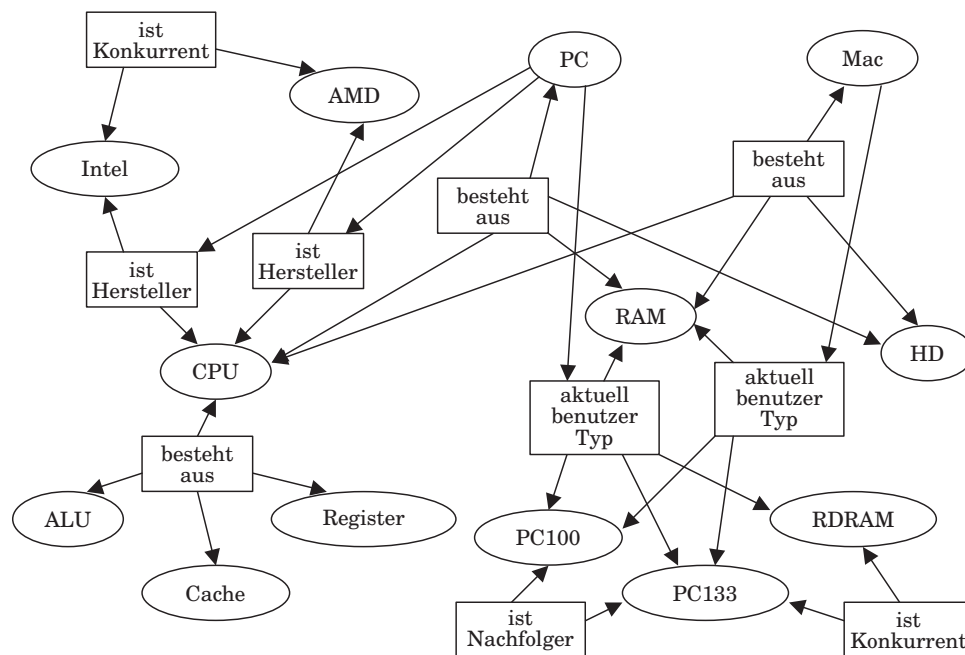 ist
Konkurrent
PC
Mac
AMD
Intel
besteht
aus
besteht
aus
ist
Hersteller
ist
Hersteller
RAM
HD
CPU
aktuell
benutzer
Typ
aktuell
benutzer
Typ
besteht
aus
ALU
Register
PC100
RDRAM
Cache
PC133
ist
Nachfolger
ist
Konkurrent